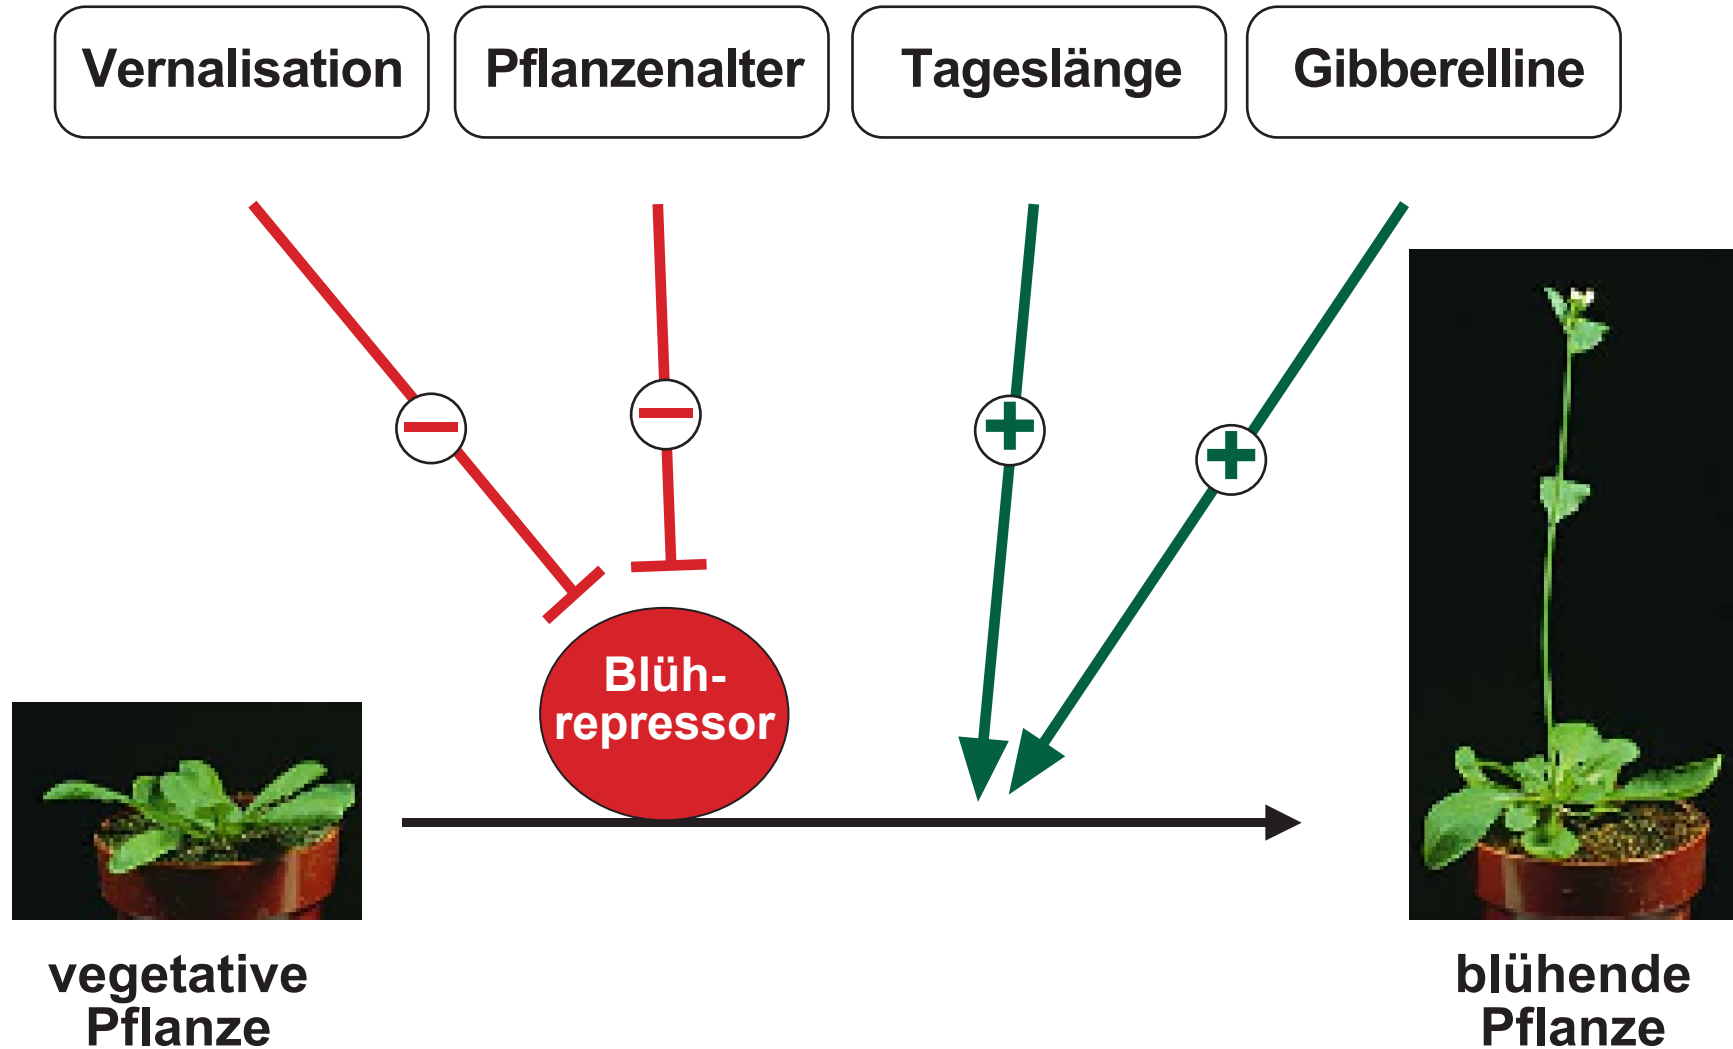 Vernalisation
Pflanzenalter
Tageslänge
Gibberelline
−
−
+
+
Blüh-
repressor
vegetative
Pflanze
blühende
Pflanze